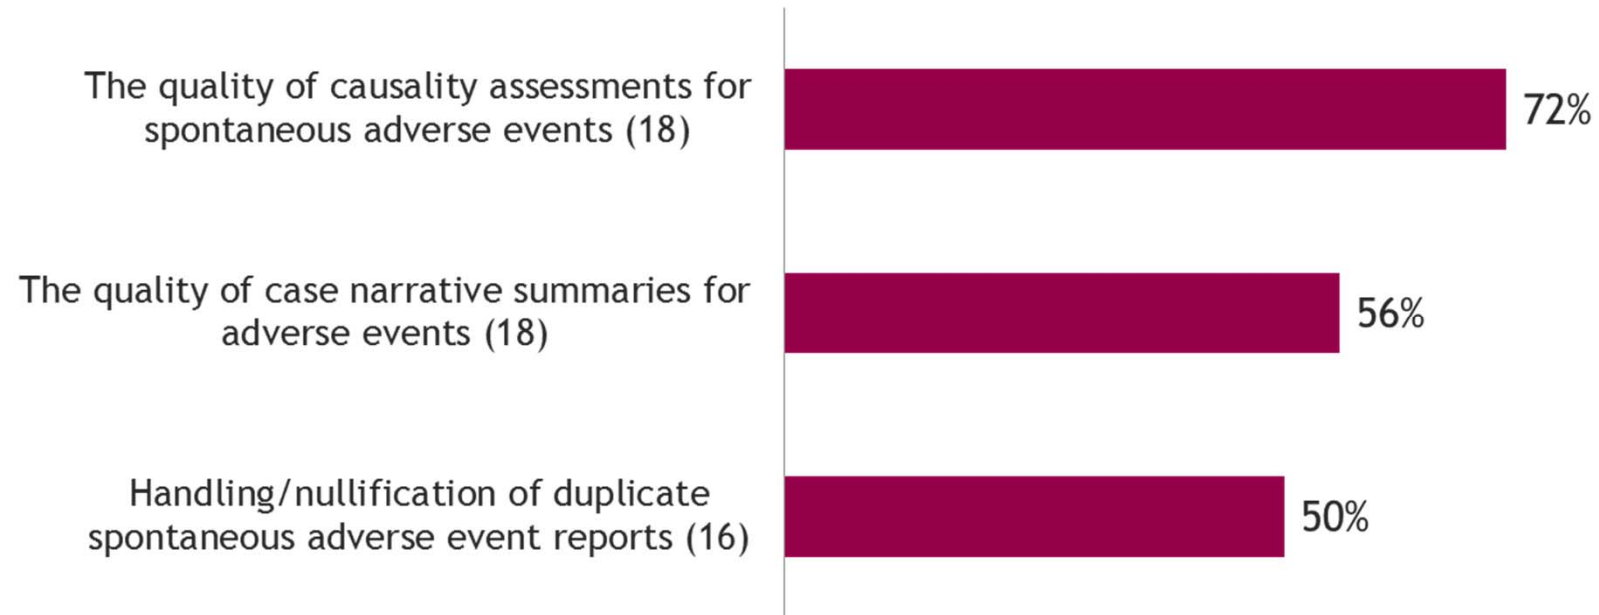 The quality of causality assessments for
spontaneous adverse events (18)
72%
The quality of case narrative summaries for
adverse events (18)
56%
Handling/nullification of duplicate
spontaneous adverse event reports (16)
50%